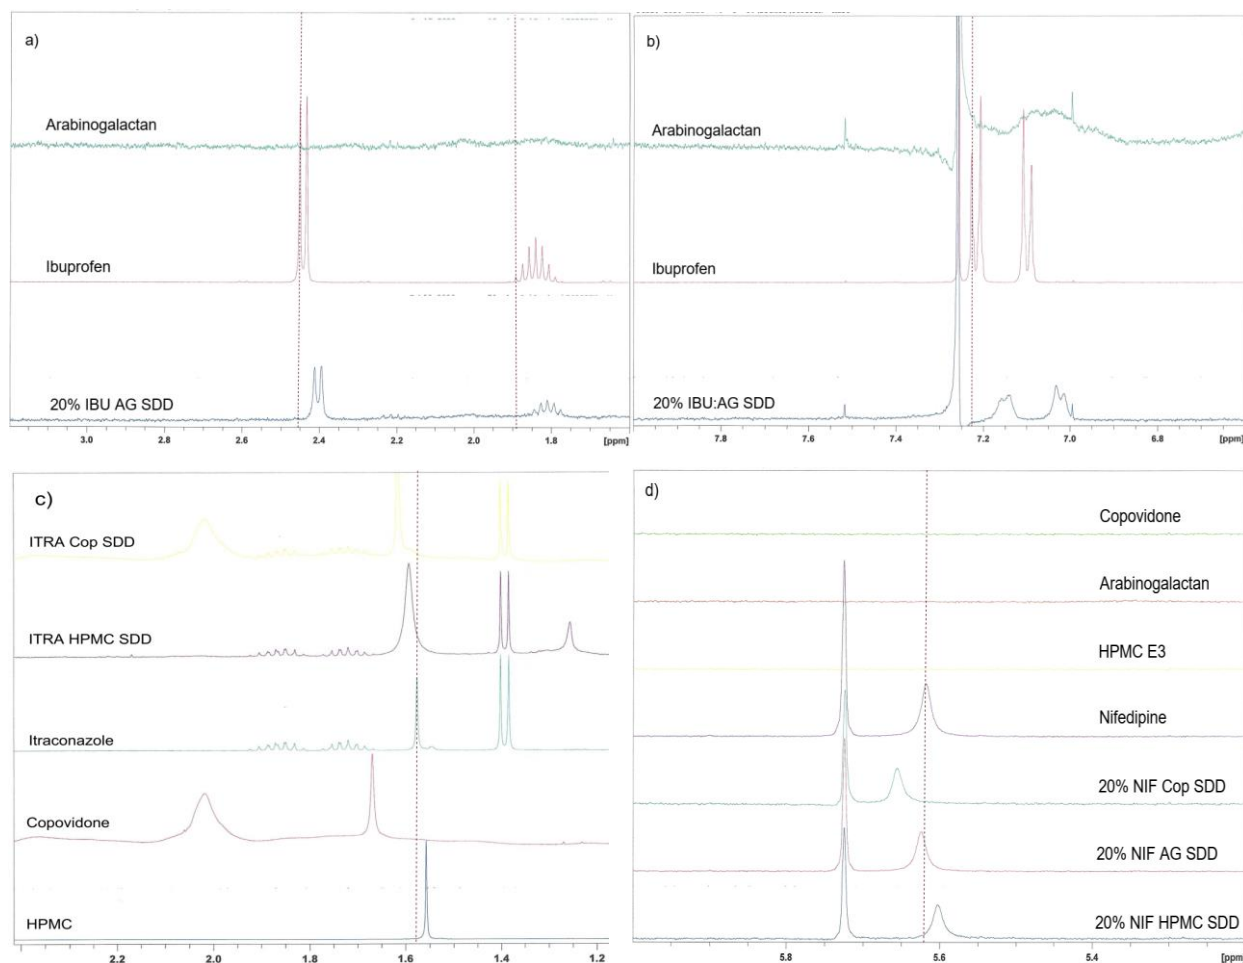 a)
Arabinogalactan
Ibuprofen
20% IBU AG SDD
3.0 2.6 2.4 2.2 2.0 1.8 [ppm]
b)
Arabinogalactan
Ibuprofen
20% IBU:AG SDD
7.8 7.6 7.4 7.2 7.0 6.8 [ppm]
c)
ITRA Cop SDD
ITRA HPMC SDD
Itraconazole
Copovidone
HPMC
2.2 2.0 1.8 1.6 1.4 1.2
d)
Copovidone
Arabinogalactan
HPMC E3
Nifedipine
20% NIF Cop SDD
20% NIF AG SDD
20% NIF HPMC SDD
5.8 5.6 5.4 [ppm]